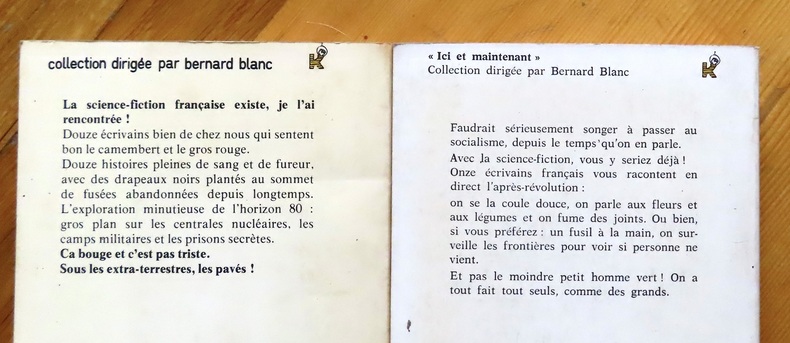 collection dirigée par bernard blanc
K
La science-fiction française existe, je l'ai
rencontrée !
Douze écrivains bien de chez nous qui sentent
bon le camembert et le gros rouge.
Douze histoires pleines de sang et de fureur,
avec des drapeaux noirs plantés au sommet
de fusées abandonnées depuis longtemps.
L'exploration minutieuse de l'horizon 80 :
gros plan sur les centrales nucléaires, les
camps militaires et les prisons secrètes.
Ca bouge et c'est pas triste.
Sous les extra-terrestres, les pavés !
« Ici et maintenant »
Collection dirigée par Bernard Blanc
K
Faudrait sérieusement songer à passer au
socialisme, depuis le temps qu'on en parle.
Avec la science-fiction, vous y seriez déjà !
Onze écrivains français vous racontent en
direct l'après-révolution :
on se la coule douce, on parle aux fleurs et
aux légumes et on fume des joints. Ou bien,
si vous préférez : un fusil à la main, on sur-
veille les frontières pour voir si personne ne
vient.
Et pas le moindre petit homme vert ! On a
tout fait tout seuls, comme des grands.